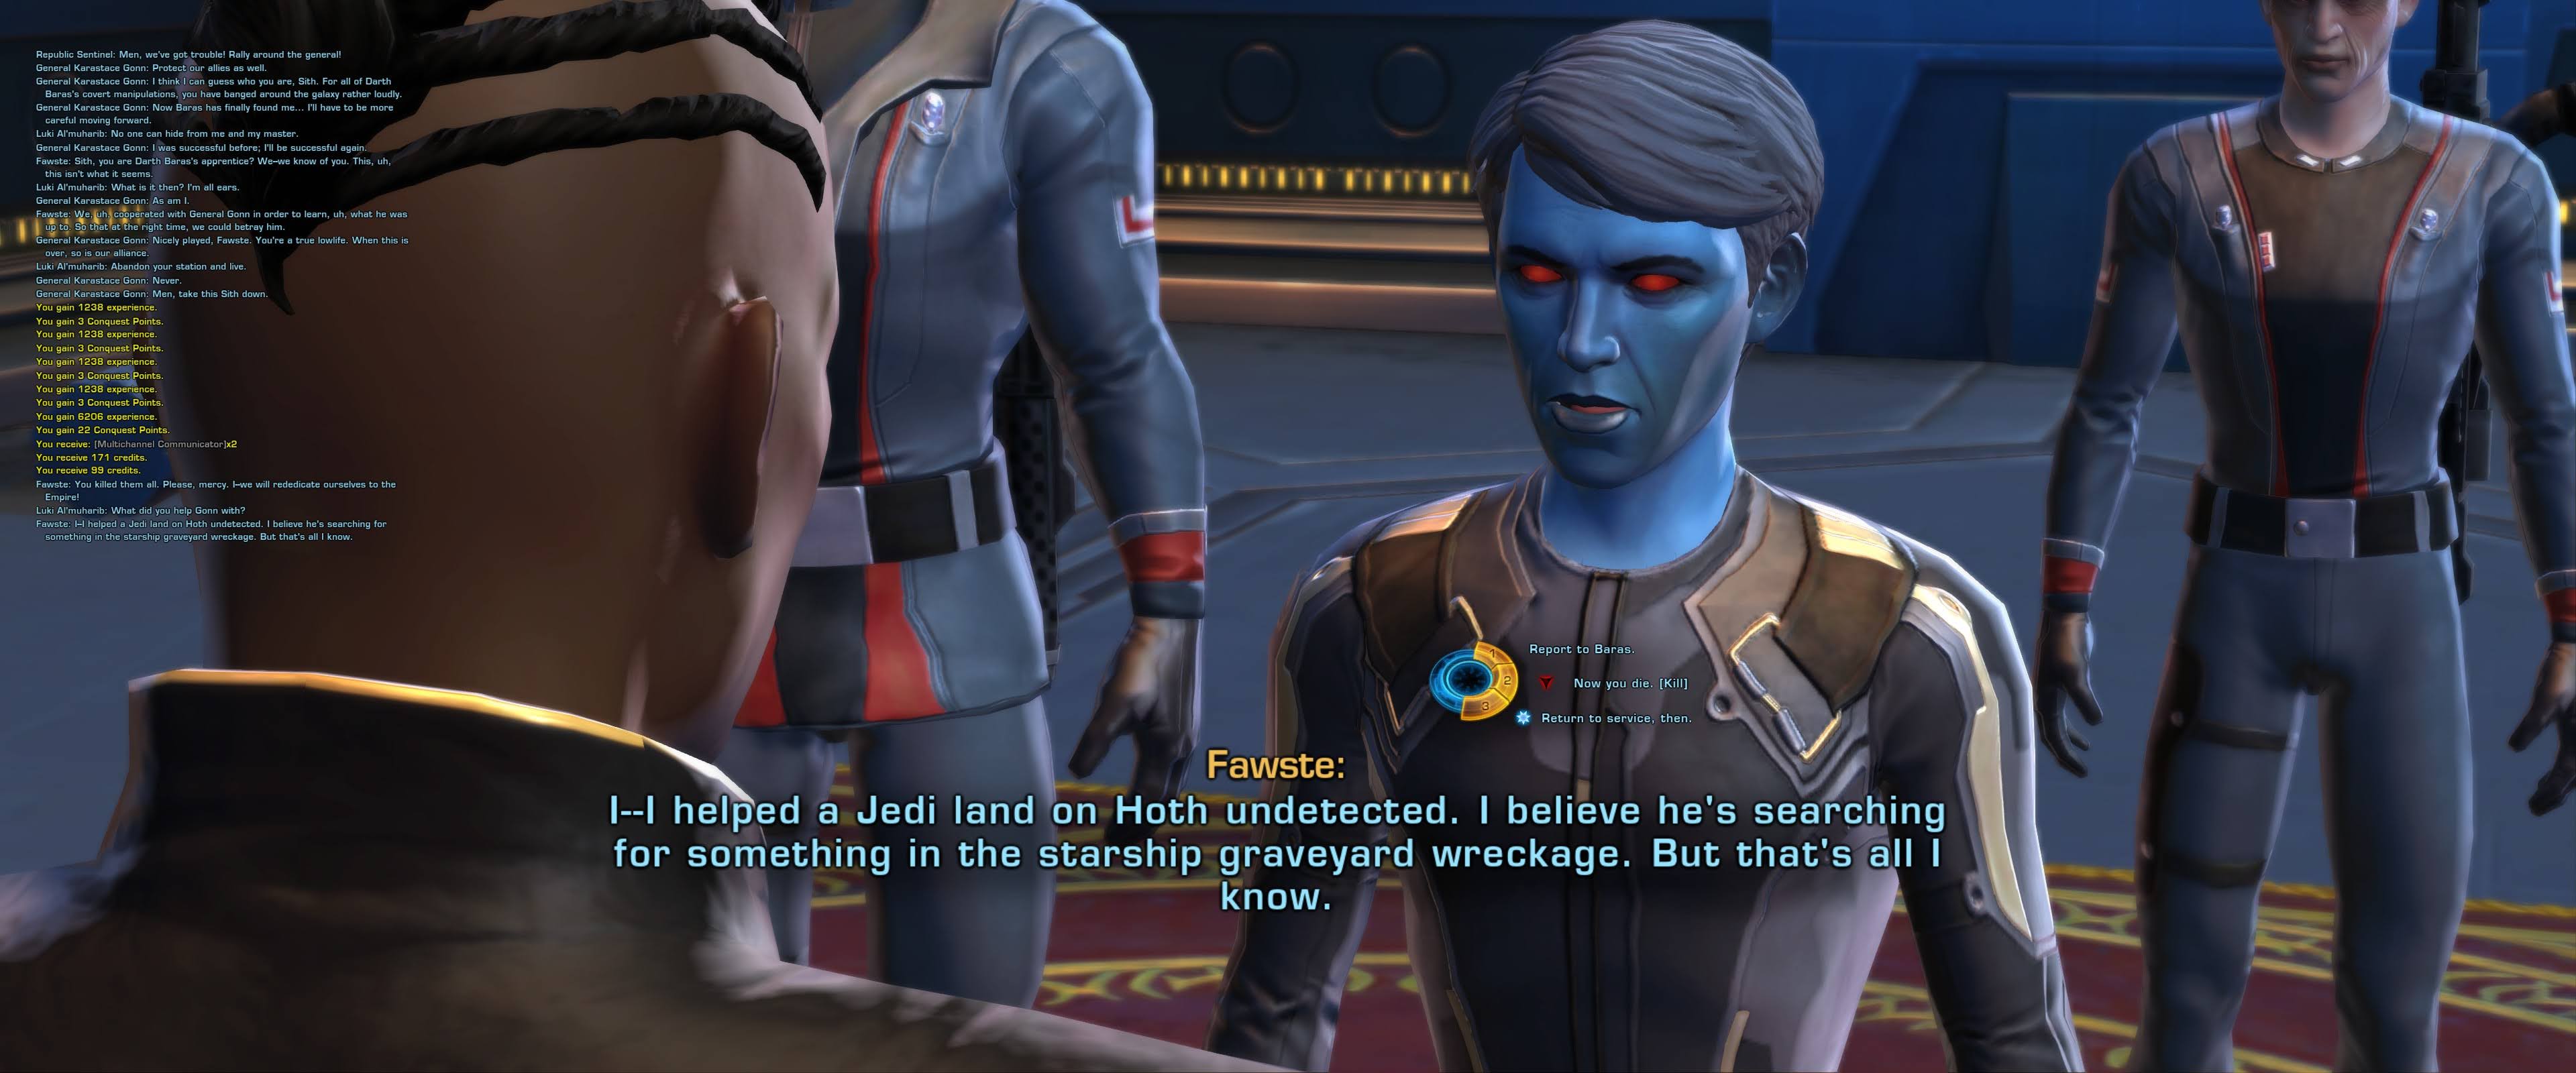 Republic Sentinel: Men, we've got trouble! Rally around the general!
General Karastace Gonn: Protect our allies as well.
General Karastace Gonn: I think I can guess who you are, Sith. For all of Darth
Baras's covert manipulations, you have banged around the galaxy rather loudly.
General Karastace Gonn: Now Baras has finally found me... I'll have to be more
careful moving forward.
Luki Al'muharib: No one can hide from me and my master.
General Karastace Gonn: I was successful before; I'll be successful again.
Fawste: Sith, you are Darth Baras's apprentice? We--we know of you. This, uh,
this isn't what it seems.
Luki Al'muharib: What is it then? I'm all ears.
General Karastace Gonn: As am I.
Fawste: We, uh, cooperated with General Gonn in order to learn, uh, what he was
up to. So that at the right time, we could betray him.
General Karastace Gonn: Nicely played, Fawste. You're a true lowlife. When this is
over, so is our alliance.
Luki Al'muharib: Abandon your station and live.
General Karastace Gonn: Never.
General Karastace Gonn: Men, take this Sith down.
You gain 1238 experience.
You gain 3 Conquest Points.
You gain 1238 experience.
You gain 3 Conquest Points.
You gain 1238 experience.
You gain 3 Conquest Points.
You gain 1238 experience.
You gain 3 Conquest Points.
You gain 6206 experience.
You gain 22 Conquest Points.
You receive: [Multichannel Communicator]x2
You receive 171 credits.
You receive 99 credits.
Fawste: You killed them all. Please, mercy. I--we will rededicate ourselves to the
Empire!
Luki Al'muharib: What did you help Gonn with?
Fawste: I--I helped a Jedi land on Hoth undetected. I believe he's searching for
something in the starship graveyard wreckage. But that's all I know.
1 Report to Baras.
2 Now you die. [Kill]
3 Return to service, then.
Fawste:
I--I helped a Jedi land on Hoth undetected. I believe he's searching
for something in the starship graveyard wreckage. But that's all I
know.